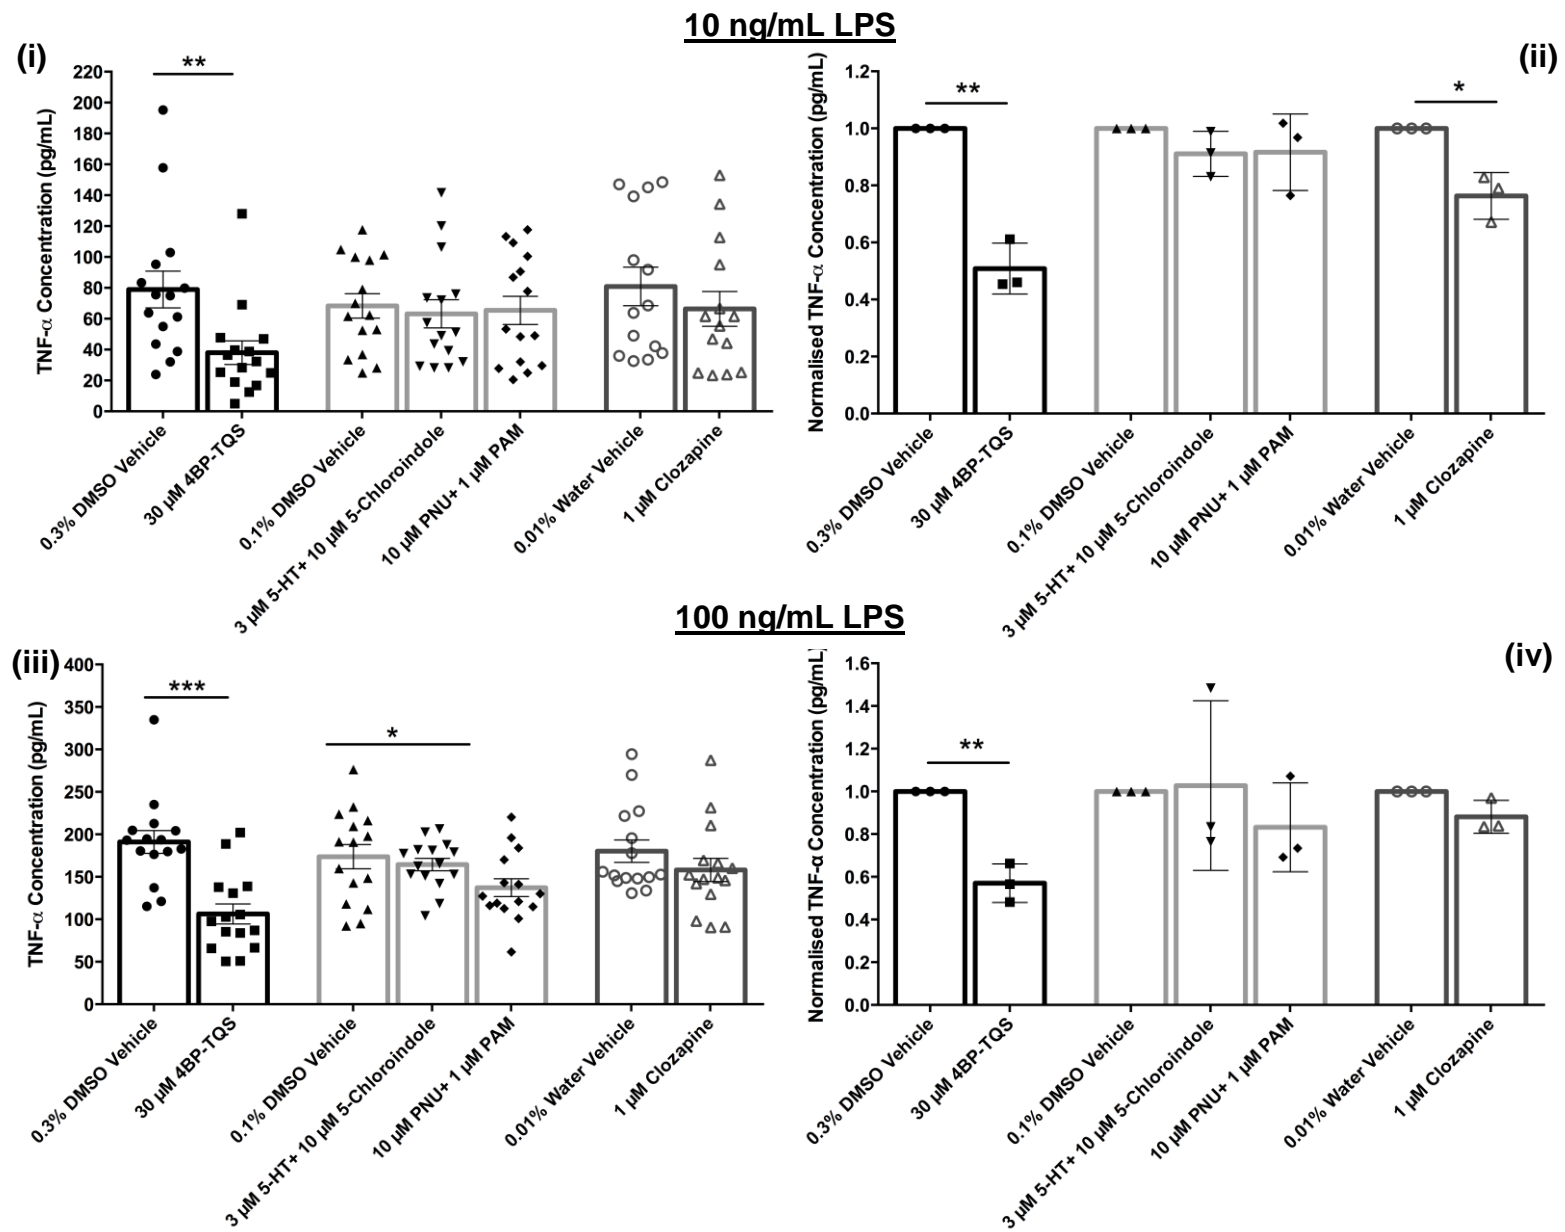 10 ng/mL LPS
(i)
TNF-α Concentration (pg/mL)
220
200
180
160
140
120
100
80
60
40
20
0
**
0.3% DMSO Vehicle
30 µM 4BP-TQS
0.1% DMSO Vehicle
3 µM 5-HT+ 10 µM 5-Chloroindole
10 µM PNU+ 1 µM PAM
0.01% Water Vehicle
1 µM Clozapine
(ii)
Normalised TNF-α Concentration (pg/mL)
1.2
1.0
0.8
0.6
0.4
0.2
0.0
**
*
0.3% DMSO Vehicle
30 µM 4BP-TQS
0.1% DMSO Vehicle
3 µM 5-HT+ 10 µM 5-Chloroindole
10 µM PNU+ 1 µM PAM
0.01% Water Vehicle
1 µM Clozapine
100 ng/mL LPS
(iii)
TNF-α Concentration (pg/mL)
400
350
300
250
200
150
100
50
0
***
*
0.3% DMSO Vehicle
30 µM 4BP-TQS
0.1% DMSO Vehicle
3 µM 5-HT+ 10 µM 5-Chloroindole
10 µM PNU+ 1 µM PAM
0.01% Water Vehicle
1 µM Clozapine
(iv)
Normalised TNF-α Concentration (pg/mL)
1.6
1.4
1.2
1.0
0.8
0.6
0.4
0.2
0.0
**
0.3% DMSO Vehicle
30 µM 4BP-TQS
0.1% DMSO Vehicle
3 µM 5-HT+ 10 µM 5-Chloroindole
10 µM PNU+ 1 µM PAM
0.01% Water Vehicle
1 µM Clozapine